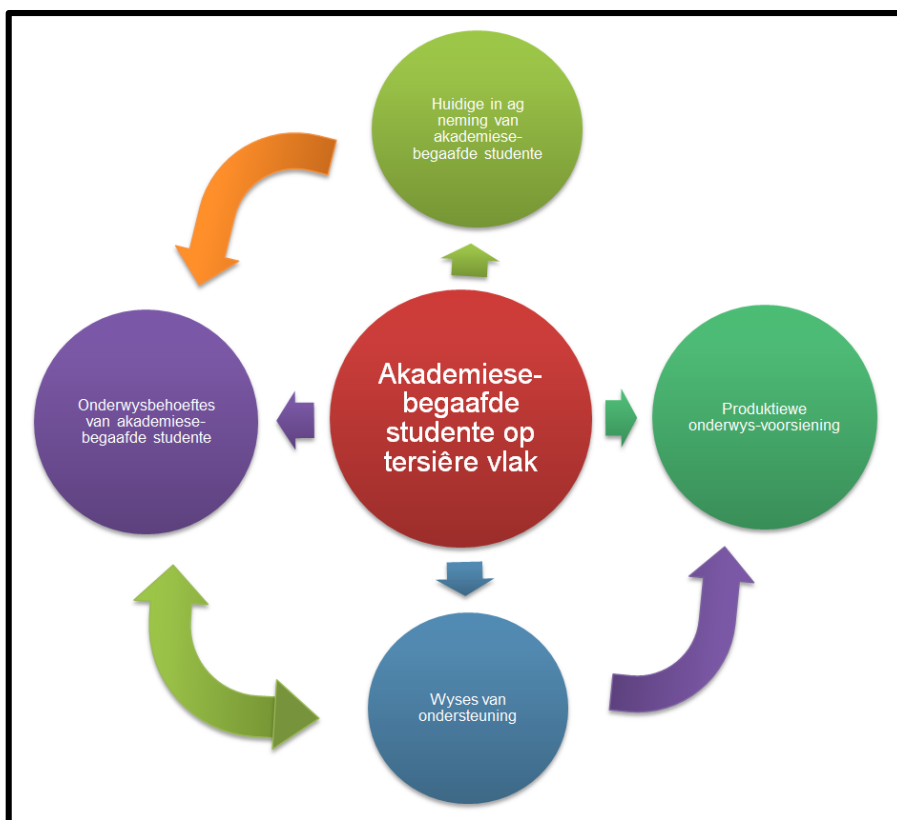 Huidige in ag
neming van
akademiese-
begaafde studente
Akademiese-
begaafde
studente op
tersiêre vlak
Onderwysbehoeftes
van akademiese-
begaafde studente
Produktiewe
onderwys-voorsiening
Wyses van
ondersteuning